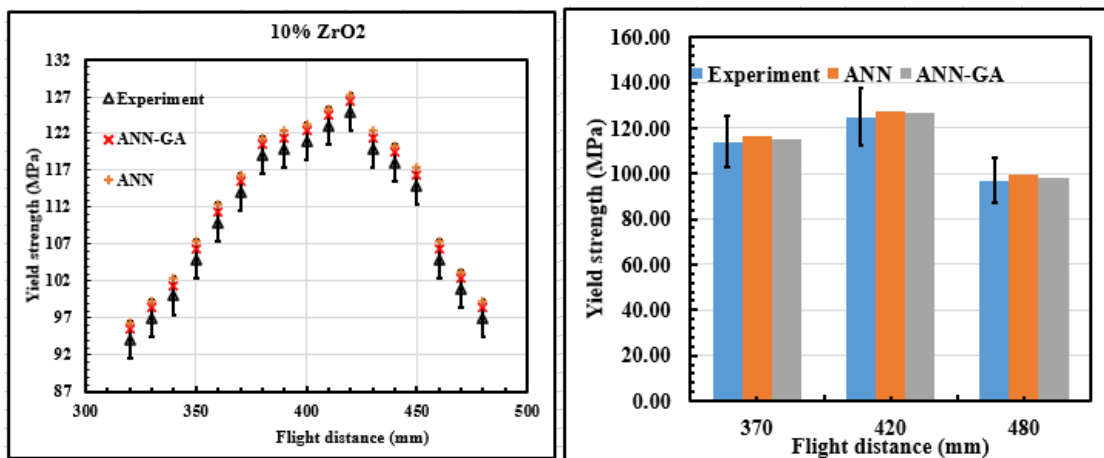 10% ZrO2
132
127
122
117
112
107
102
97
92
87
Yield strength (MPa)
Experiment
ANN-GA
ANN
300
350
400
450
500
Flight distance (mm)
160.00
140.00
120.00
100.00
80.00
60.00
40.00
20.00
0.00
Yield strength (MPa)
Experiment ANN ANN-GA
370 420 480
Flight distance (mm)